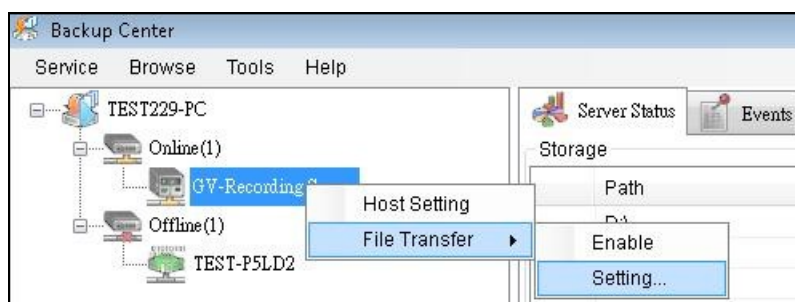 Backup Center
Service Browse Tools Help
TEST229-PC
Online(1)
GV-Recording
Offline(1)
TEST-P5LD2
Host Setting
File Transfer
Enable
Setting...
Server Status Events
Storage
Path